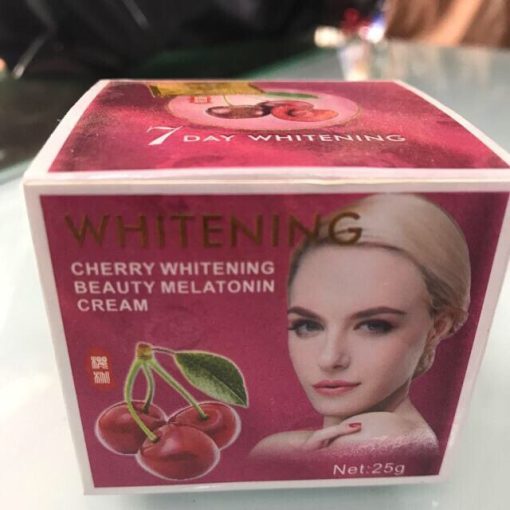 7 DAY WHITENING
WHITENING
CHERRY WHITENING
BEAUTY MELATONIN
CREAM
Net:25g